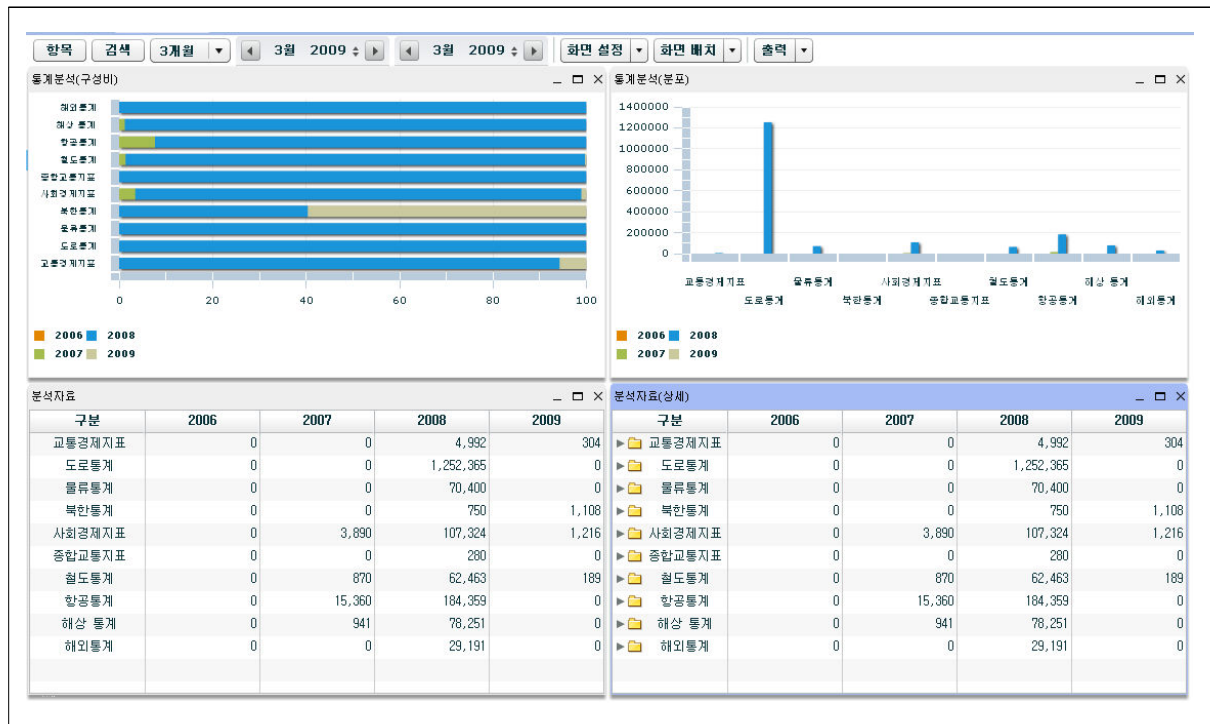 항목 검색 3개월 3월 2009 3월 2009 화면 설정 화면 배치 출력
통계분석(구성비)
해외통계
해상 통계
항공통계
철도통계
종합교통지표
사회경제지표
북한통계
물류통계
도로통계
교통경제지표
0 20 40 60 80 100
2006 2008
2007 2009
통계분석(분포)
1400000
1200000
1000000
800000
600000
400000
200000
0
교통경제지표 물류통계 사회경제지표 철도통계 해상 통계
도로통계 북한통계 종합교통지표 항공통계 해외통계
2006 2008
2007 2009
분석자료
구분 2006 2007 2008 2009
교통경제지표 0 0 4,992 304
도로통계 0 0 1,252,365 0
물류통계 0 0 70,400 0
북한통계 0 0 750 1,108
사회경제지표 0 3,890 107,324 1,216
종합교통지표 0 0 280 0
철도통계 0 870 62,463 189
항공통계 0 15,360 184,359 0
해상 통계 0 941 78,251 0
해외통계 0 0 29,191 0
분석자료(상세)
구분 2006 2007 2008 2009
교통경제지표 0 0 4,992 304
도로통계 0 0 1,252,365 0
물류통계 0 0 70,400 0
북한통계 0 0 750 1,108
사회경제지표 0 3,890 107,324 1,216
종합교통지표 0 0 280 0
철도통계 0 870 62,463 189
항공통계 0 15,360 184,359 0
해상 통계 0 941 78,251 0
해외통계 0 0 29,191 0